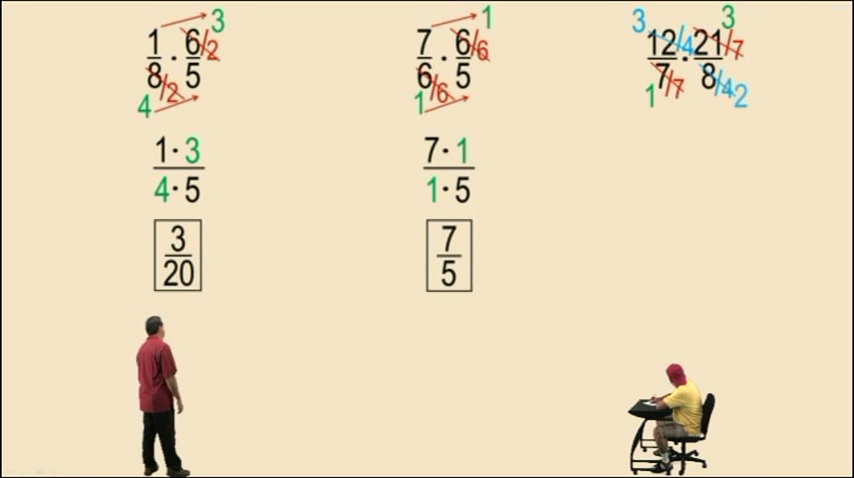 1/8 · 6/5 3 /2 /2 4
1 · 3
4 · 5
3
20
7/6 · 6/5 1 /6 /6 1
7 · 1
1 · 5
7
5
3 12 /4 · 21 /7 3
1 7 /7 8 /4 2